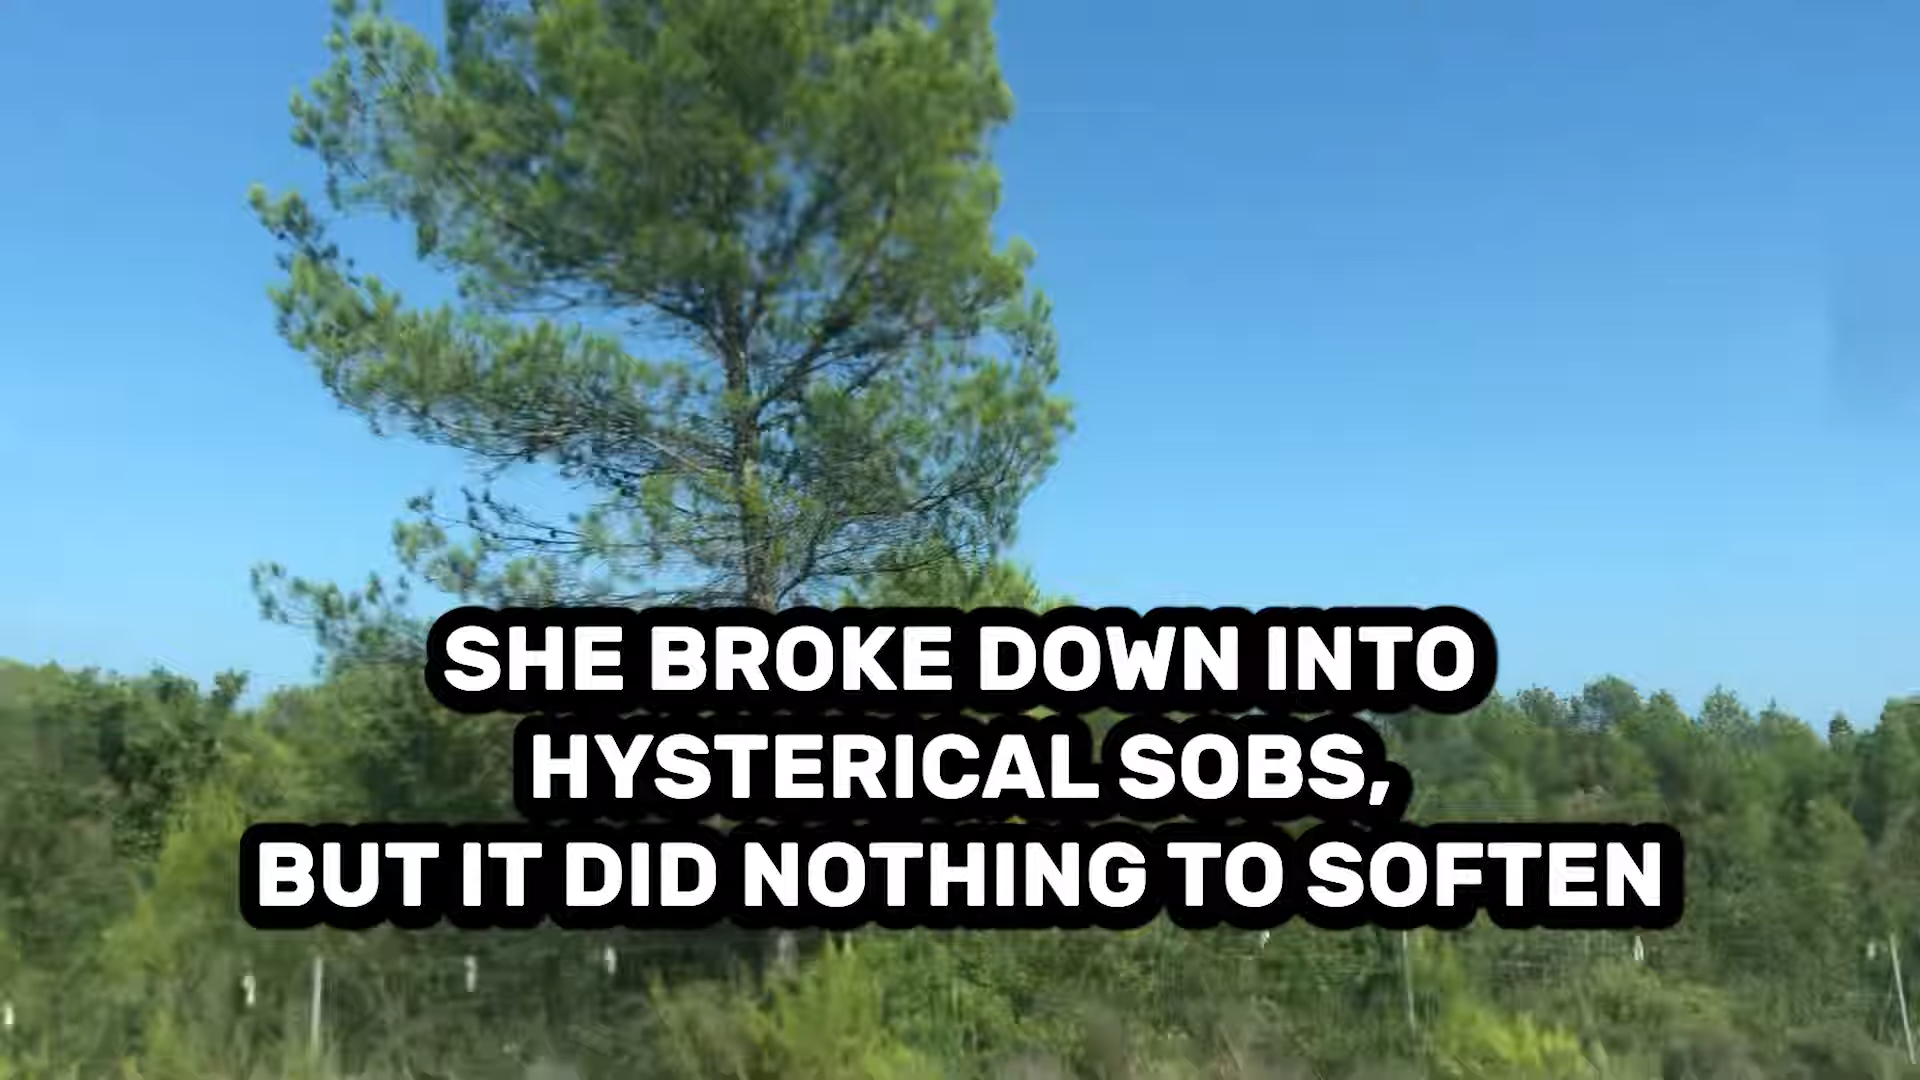 SHE BROKE DOWN INTO
HYSTERICAL SOBS,
BUT IT DID NOTHING TO SOFTEN